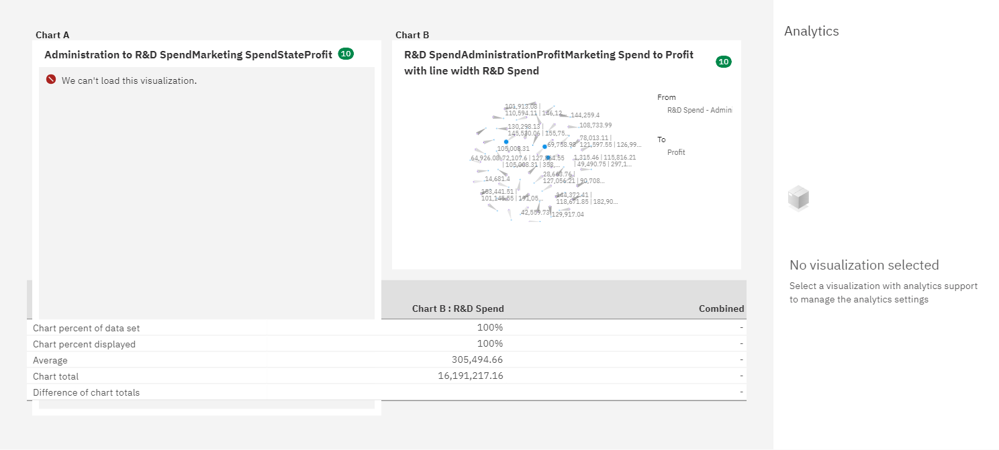 Chart A
Administration to R&D SpendMarketing SpendStateProfit 10
We can't load this visualization.
Chart B
R&D SpendAdministrationProfitMarketing Spend to Profit
with line width R&D Spend
10
101,913.08 |
110,594.11 | 146,12...
144,259.4
130,298.13 |
145,530.06 | 155,75...
108,733.99
78,013.11 |
121,597.55 | 126,99...
69,758.98
105,008.31
64,926.08
72,107.6 | 127,864.55
| 105,008.31 | 353,...
1,315.46 | 115,816.21
| 49,490.75 | 297,1...
28,663.76 |
127,056.21 | 90,708...
14,681.4
153,441.51 |
101,145.55 | 191,05...
144,372.41 |
118,671.85 | 182,90...
42,559.73
129,917.04
From
R&D Spend - Admin
To
Profit
Chart B : R&D Spend Combined
Chart percent of data set 100% -
Chart percent displayed 100% -
Average 305,494.66 -
Chart total 16,191,217.16 -
Difference of chart totals -
Analytics
No visualization selected
Select a visualization with analytics support
to manage the analytics settings